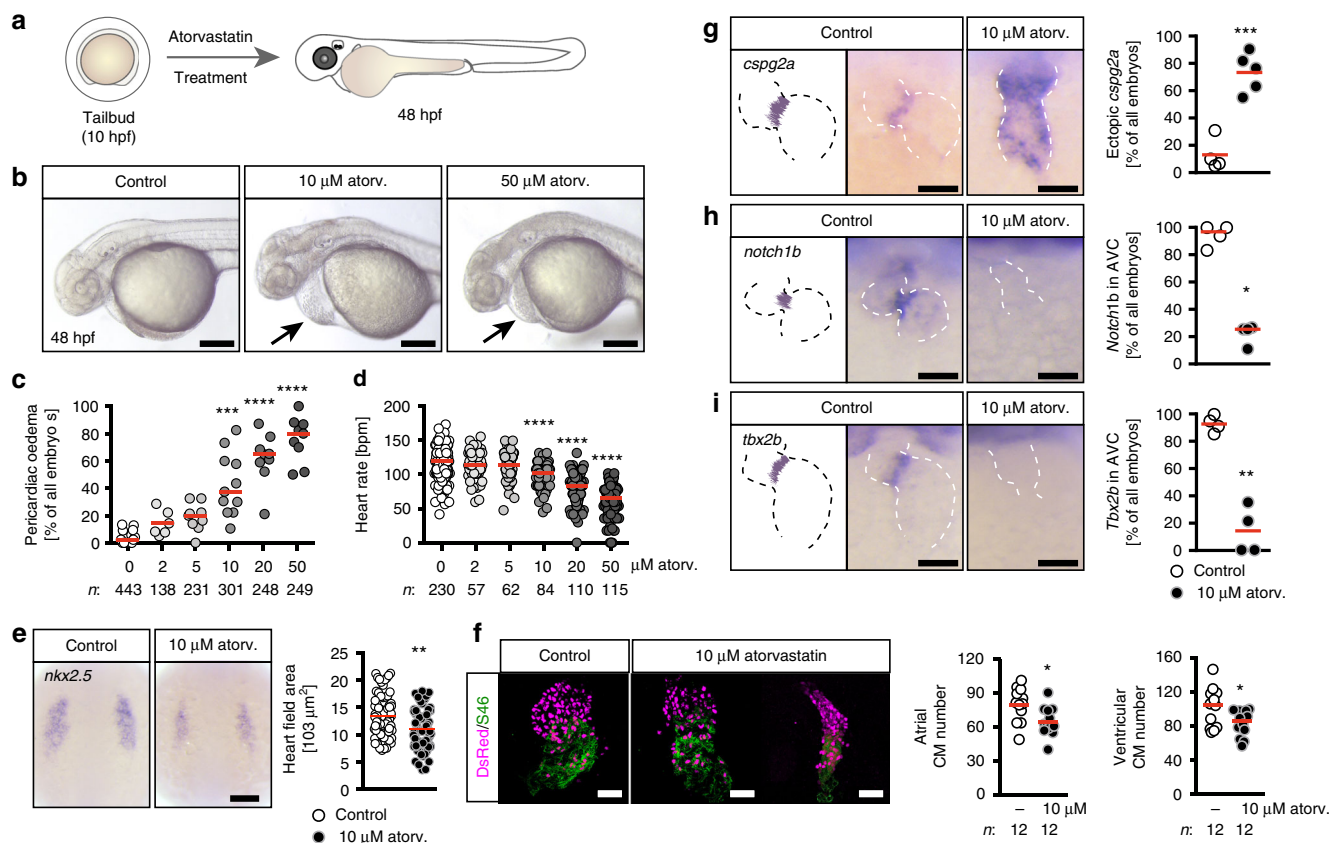 a
Tailbud
(10 hpf)
Atorvastatin
Treatment
48 hpf
b
Control
10 μM atorv.
50 μM atorv.
48 hpf
c
Pericardiac oedema
[% of all embryo s]
100
80
60
40
20
0
***
****
****
0 2 5 10 20 50
n: 443 138 231 301 248 249
d
Heart rate [bpm]
200
150
100
50
0
****
****
****
0 2 5 10 20 50 μM atorv.
n: 230 57 62 84 110 115
e
Control
10 μM atorv.
nkx2.5
Heart field area
[103 μm2]
25
20
15
10
5
0
**
Control
10 μM atorv.
f
Control
10 μM atorvastatin
DsRed/S46
Atrial
CM number
120
90
60
30
0
*
– 10 μM
n: 12 12
Ventricular
CM number
160
120
80
40
0
*
– 10 μM atorv.
n: 12 12
g
Control
10 μM atorv.
cspg2a
Ectopic cspg2a
[% of all embryos]
100
80
60
40
20
0
***
h
Control
10 μM atorv.
notch1b
Notch1b in AVC
[% of all embryos]
100
80
60
40
20
0
*
i
Control
10 μM atorv.
tbx2b
Tbx2b in AVC
[% of all embryos]
100
80
60
40
20
0
**
Control
10 μM atorv.